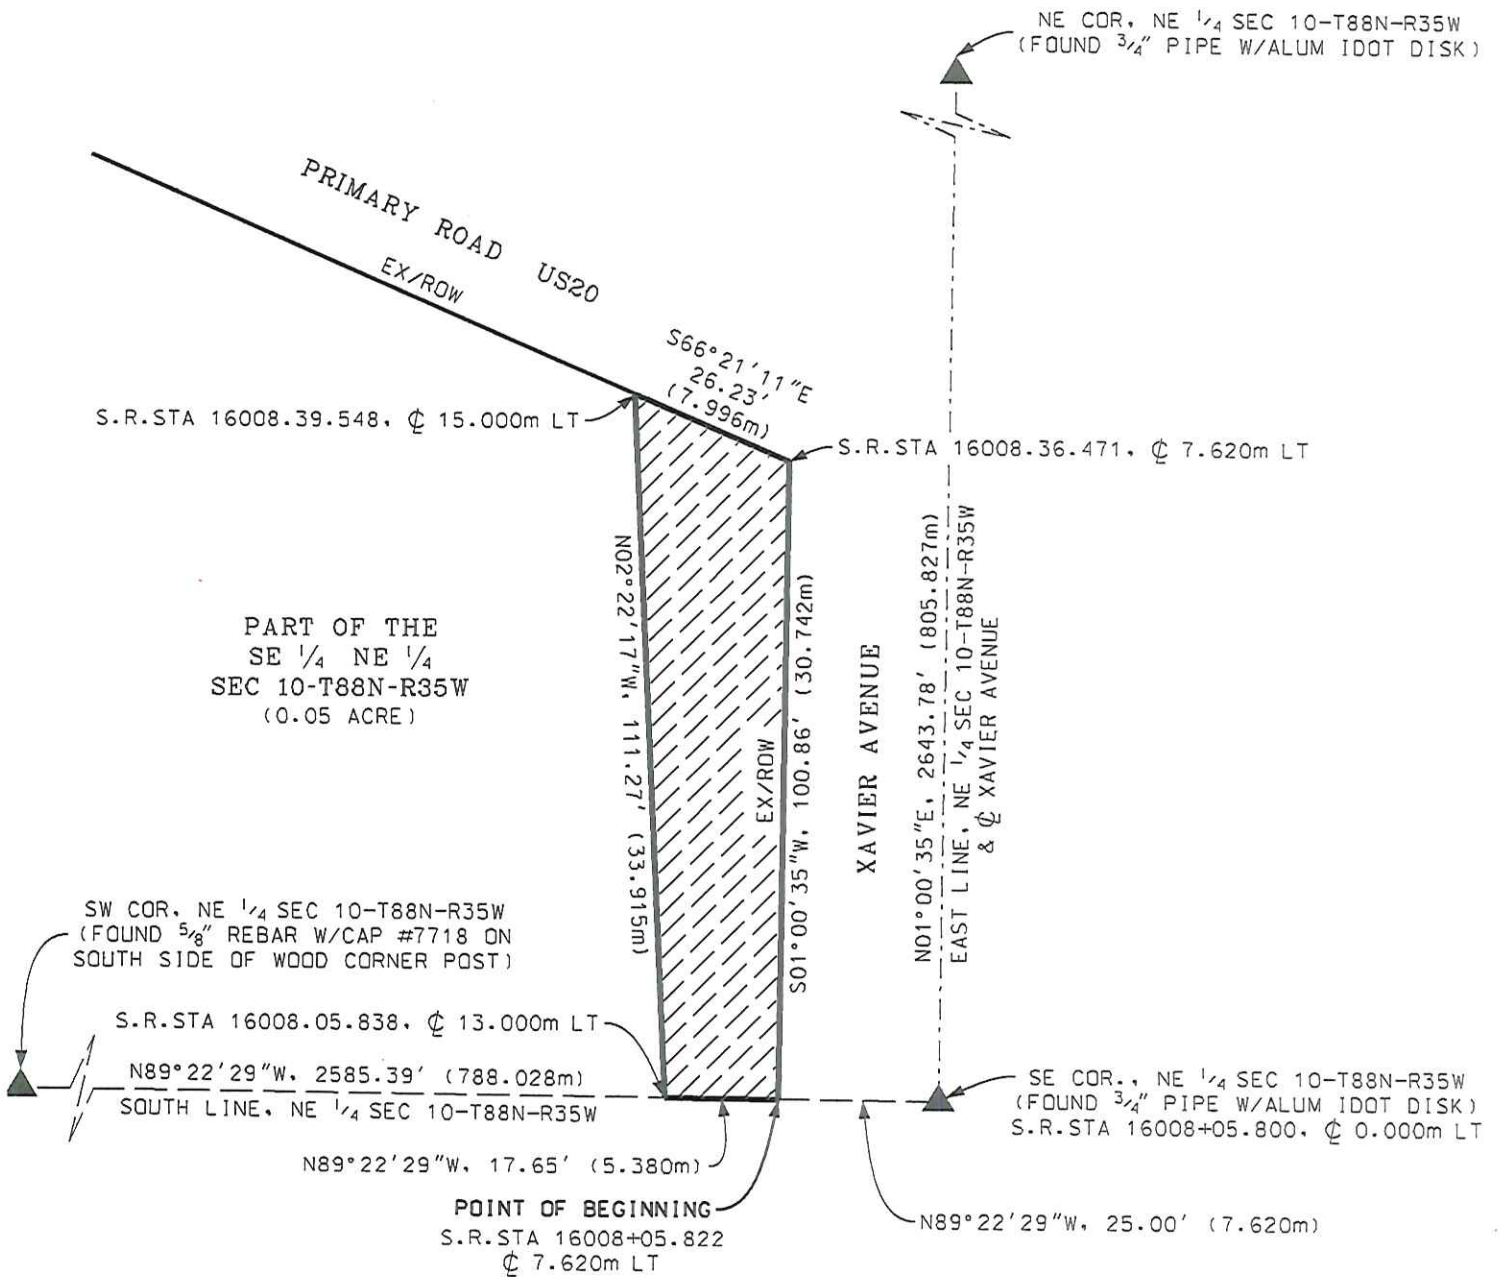 NE COR, NE 1/4 SEC 10-T88N-R35W
(FOUND 3/4" PIPE W/ALUM IDOT DISK)
PRIMARY ROAD US20
EX/ROW
S66°21'11"E
26.23'
(7.996m)
S.R.STA 16008.39.548, ℄ 15.000m LT
S.R.STA 16008.36.471, ℄ 7.620m LT
N02°22'17"W, 111.27' (33.915m)
EX/ROW
S01°00'35"W, 100.86' (30.742m)
XAVIER AVENUE
N01°00'35"E, 2643.78' (805.827m)
EAST LINE, NE 1/4 SEC 10-T88N-R35W
& ℄ XAVIER AVENUE
PART OF THE
SE 1/4 NE 1/4
SEC 10-T88N-R35W
(0.05 ACRE)
SW COR, NE 1/4 SEC 10-T88N-R35W
(FOUND 5/8" REBAR W/CAP #7718 ON
SOUTH SIDE OF WOOD CORNER POST)
S.R.STA 16008.05.838, ℄ 13.000m LT
N89°22'29"W, 2585.39' (788.028m)
SOUTH LINE, NE 1/4 SEC 10-T88N-R35W
SE COR., NE 1/4 SEC 10-T88N-R35W
(FOUND 3/4" PIPE W/ALUM IDOT DISK)
S.R.STA 16008+05.800, ℄ 0.000m LT
N89°22'29"W, 17.65' (5.380m)
POINT OF BEGINNING
S.R.STA 16008+05.822
℄ 7.620m LT
N89°22'29"W, 25.00' (7.620m)